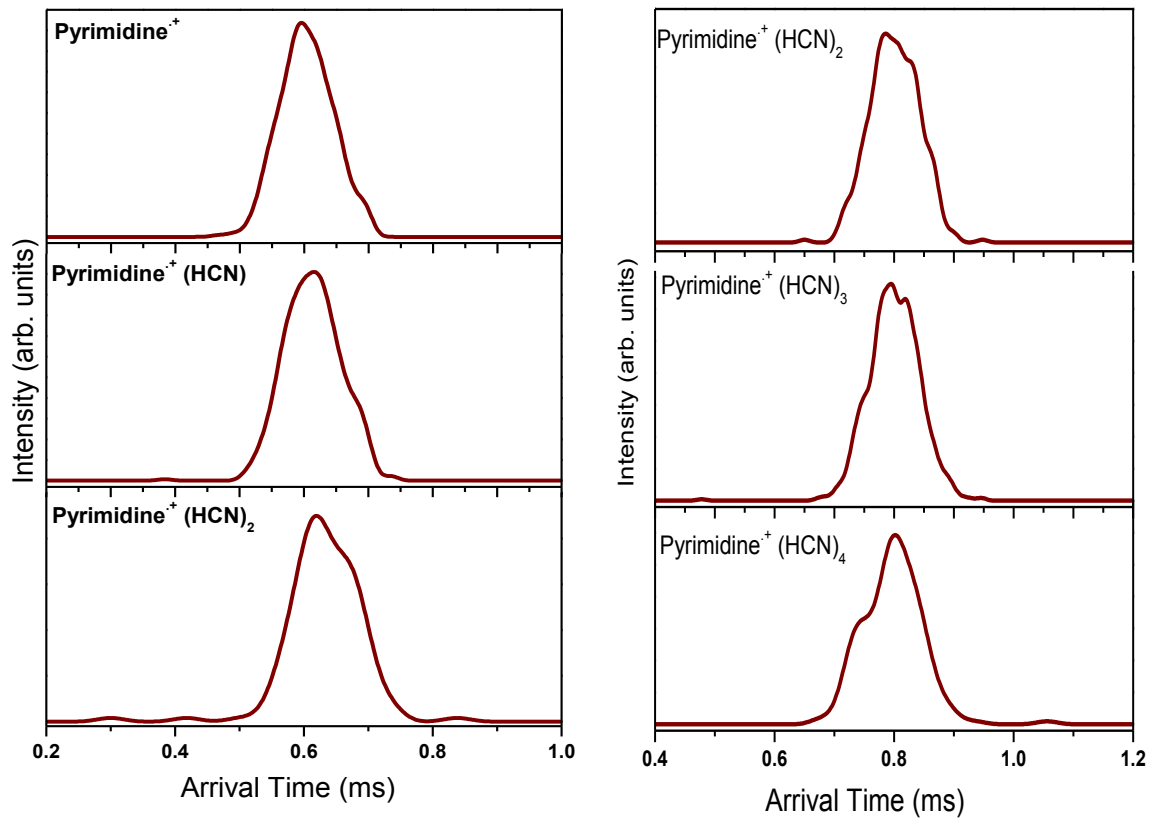 Pyrimidine·+
Pyrimidine·+ (HCN)
Pyrimidine·+ (HCN)2
Intensity (arb. units)
0.2 0.4 0.6 0.8 1.0
Arrival Time (ms)
Pyrimidine·+ (HCN)2
Pyrimidine·+ (HCN)3
Pyrimidine·+ (HCN)4
Intensity (arb. units)
0.4 0.6 0.8 1.0 1.2
Arrival Time (ms)